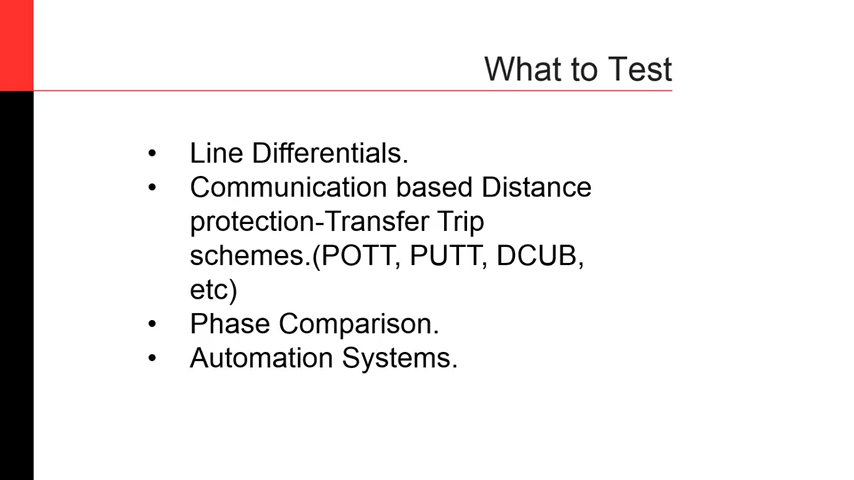 What to Test
• Line Differentials.
• Communication based Distance
protection-Transfer Trip
schemes.(POTT, PUTT, DCUB,
etc)
• Phase Comparison.
• Automation Systems.